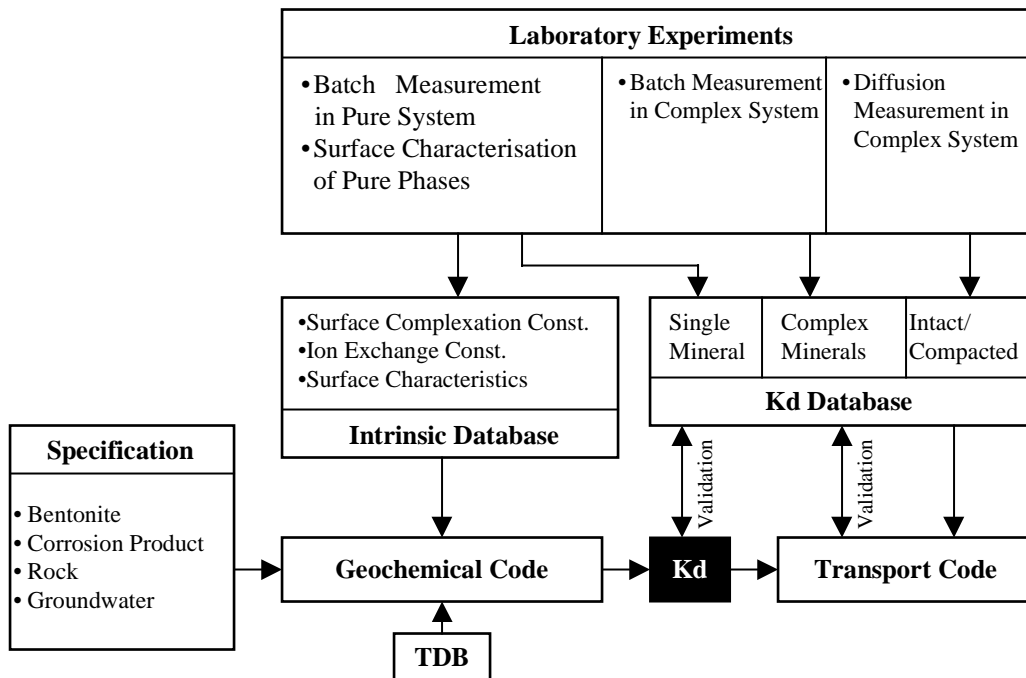 Laboratory Experiments
•Batch Measurement
in Pure System
•Surface Characterisation
of Pure Phases
•Batch Measurement
in Complex System
•Diffusion
Measurement in
Complex System
•Surface Complexation Const.
•Ion Exchange Const.
•Surface Characteristics
Intrinsic Database
Single
Mineral
Complex
Minerals
Intact/
Compacted
Kd Database
Specification
• Bentonite
• Corrosion Product
• Rock
• Groundwater
Validation
Validation
Geochemical Code
Kd
Transport Code
TDB